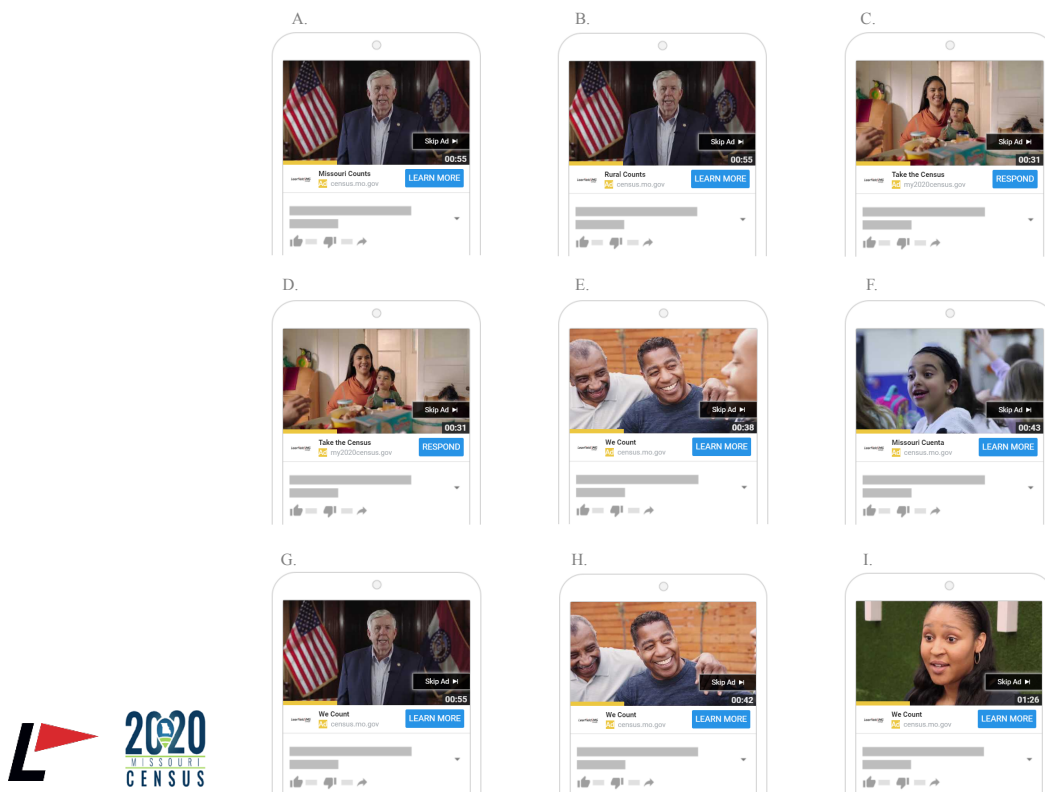 A.
B.
C.
Skip Ad
00:55
Missouri Counts
Ad census.mo.gov
LEARN MORE
Skip Ad
00:55
Rural Counts
Ad census.mo.gov
LEARN MORE
Skip Ad
00:31
Take the Census
Ad my2020census.gov
RESPOND
D.
E.
F.
Skip Ad
00:31
Take the Census
Ad my2020census.gov
RESPOND
Skip Ad
00:38
We Count
Ad census.mo.gov
LEARN MORE
Skip Ad
00:43
Missouri Cuenta
Ad census.mo.gov
LEARN MORE
G.
H.
I.
Skip Ad
00:55
We Count
Ad census.mo.gov
LEARN MORE
Skip Ad
00:42
We Count
Ad census.mo.gov
LEARN MORE
Skip Ad
01:26
We Count
Ad census.mo.gov
LEARN MORE
2020
MISSOURI
CENSUS